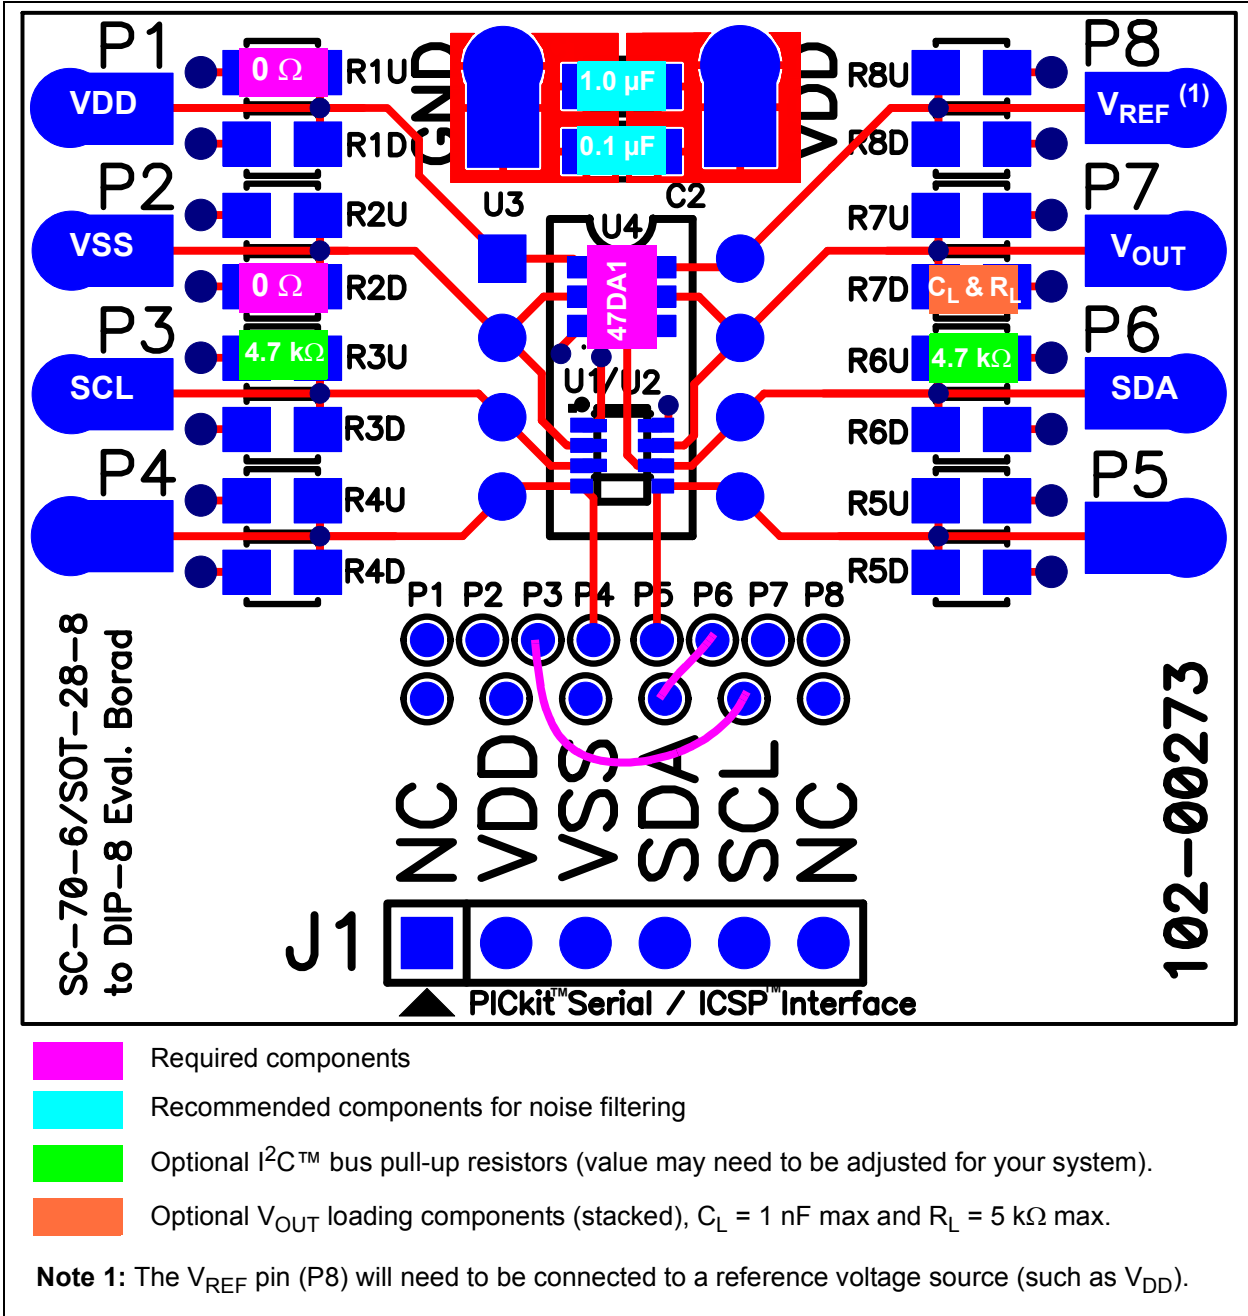 P1
P8
0 Ω
R1U
GND
1.0 µF
VDD
R8U
VDD
VREF (1)
R1D
0.1 µF
R8D
P2
P7
R2U
U3
C2
R7U
U4
VSS
VOUT
0 Ω
R2D
47DA1
R7D
CL & RL
P3
P6
4.7 kΩ
R3U
R6U
4.7 kΩ
U1/U2
SCL
SDA
R3D
R6D
P4
P5
R4U
R5U
R4D
R5D
P1 P2 P3 P4 P5 P6 P7 P8
SC-70-6/SOT-28-8
to DIP-8 Eval. Borad
102-00273
NC
VDD
VSS
SDA
SCL
NC
J1
PICkit™ Serial / ICSP™ Interface
Required components
Recommended components for noise filtering
Optional I²C™ bus pull-up resistors (value may need to be adjusted for your system).
Optional VOUT loading components (stacked), CL = 1 nF max and RL = 5 kΩ max.
Note 1: The VREF pin (P8) will need to be connected to a reference voltage source (such as VDD).